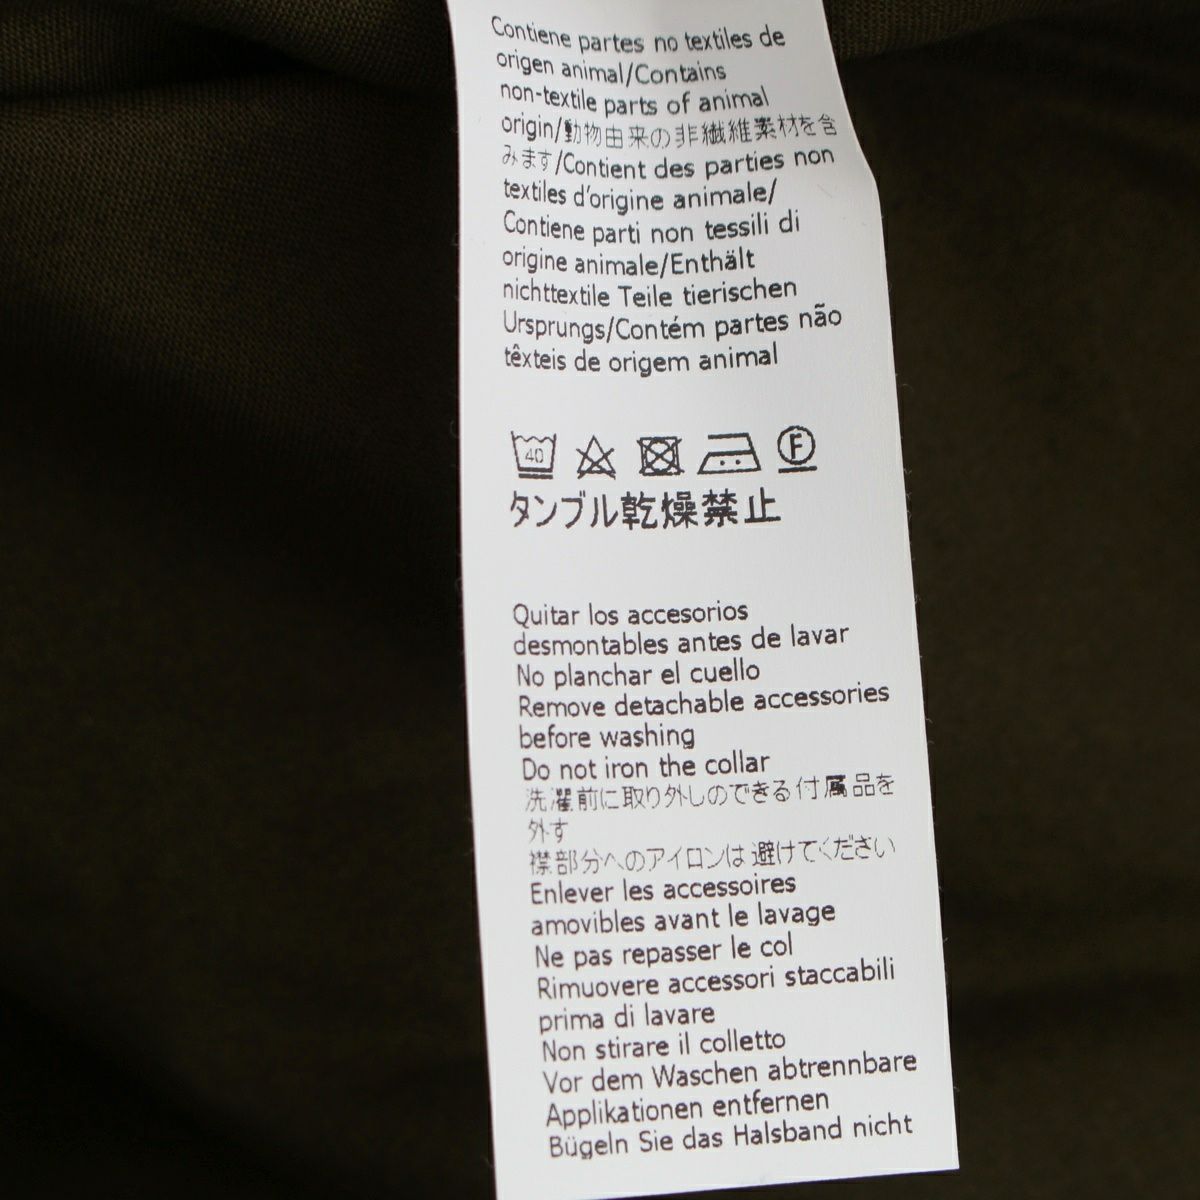 Contiene partes no textiles de
origen animal/Contains
non-textile parts of animal
origin/動物由来の非繊維素材を含
みます/Contient des parties non
textiles d'origine animale/
Contiene parti non tessili di
origine animale/Enthält
nichttextile Teile tierischen
Ursprungs/Contém partes não
têxteis de origem animal
40 F
タンブル乾燥禁止
Quitar los accesorios
desmontables antes de lavar
No planchar el cuello
Remove detachable accessories
before washing
Do not iron the collar
洗濯前に取り外しのできる付属品を
外す
襟部分へのアイロンは避けてください
Enlever les accessoires
amovibles avant le lavage
Ne pas repasser le col
Rimuovere accessori staccabili
prima di lavare
Non stirare il colletto
Vor dem Waschen abtrennbare
Applikationen entfernen
Bügeln Sie das Halsband nicht